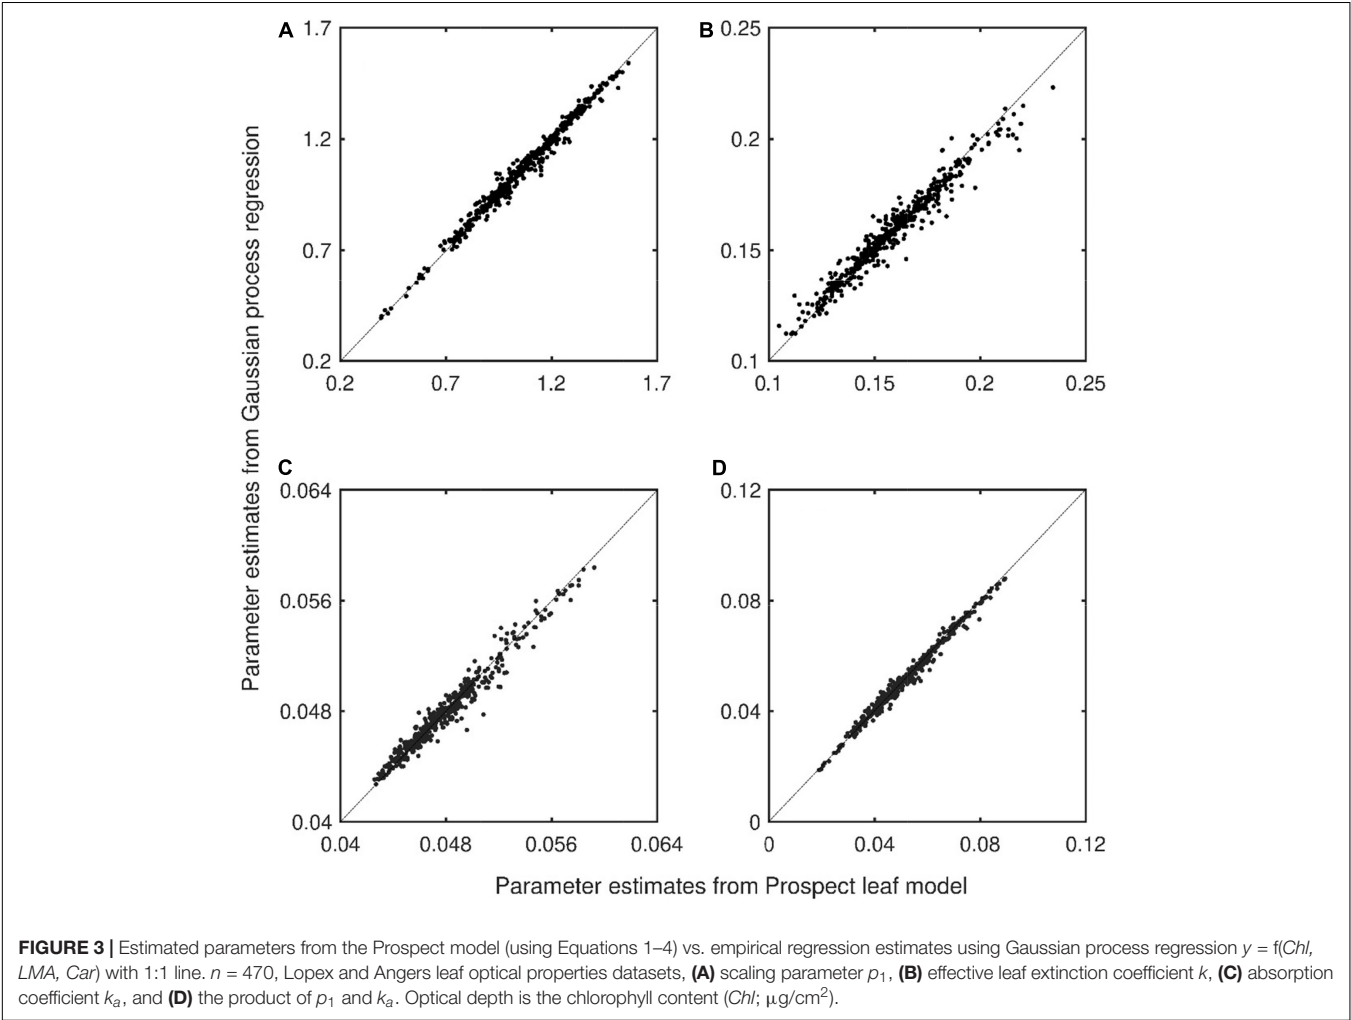 A
1.7
1.2
0.7
0.2
0.2 0.7 1.2 1.7
B
0.25
0.2
0.15
0.1
0.1 0.15 0.2 0.25
Parameter estimates from Gaussian process regression
C
0.064
0.056
0.048
0.04
0.04 0.048 0.056 0.064
D
0.12
0.08
0.04
0
0 0.04 0.08 0.12
Parameter estimates from Prospect leaf model
FIGURE 3 | Estimated parameters from the Prospect model (using Equations 1–4) vs. empirical regression estimates using Gaussian process regression y = f(Chl,
LMA, Car) with 1:1 line. n = 470, Lopex and Angers leaf optical properties datasets, (A) scaling parameter p1, (B) effective leaf extinction coefficient k, (C) absorption
coefficient ka, and (D) the product of p1 and ka. Optical depth is the chlorophyll content (Chl; μg/cm2).